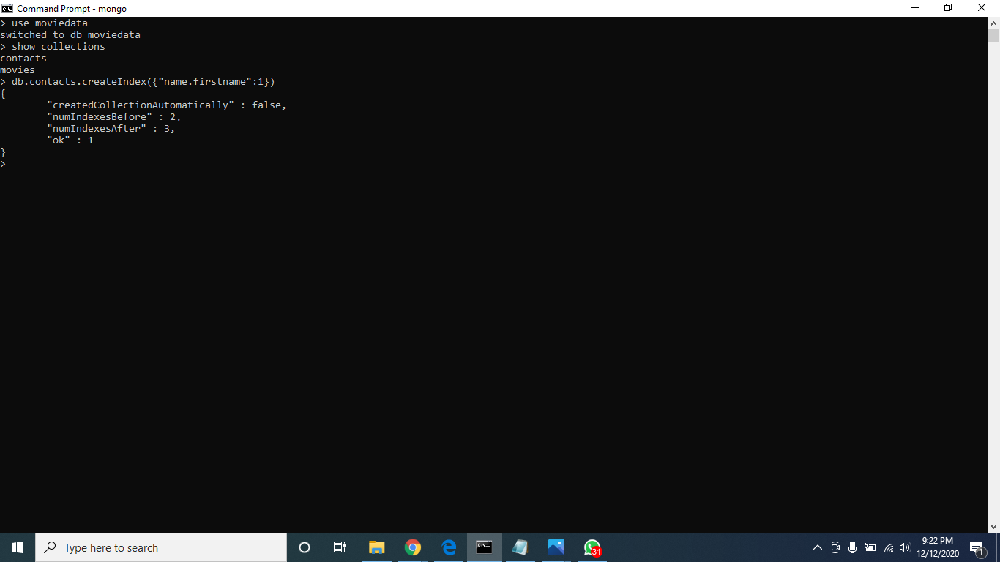 Command Prompt - mongo
> use moviedata
switched to db moviedata
> show collections
contacts
movies
> db.contacts.createIndex({"name.firstname":1})
{
        "createdCollectionAutomatically" : false,
        "numIndexesBefore" : 2,
        "numIndexesAfter" : 3,
        "ok" : 1
}
>
Type here to search
31
9:22 PM
12/12/2020
1